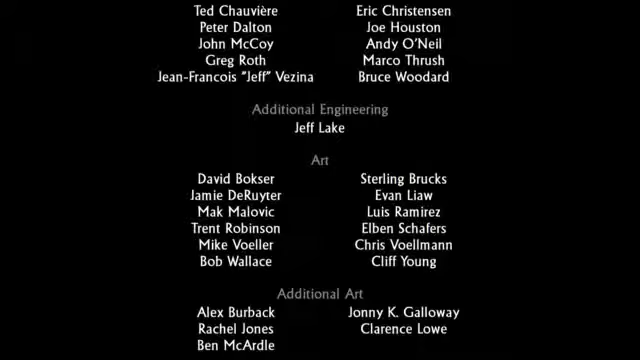 Ted Chauvière Eric Christensen
Peter Dalton Joe Houston
John McCoy Andy O'Neil
Greg Roth Marco Thrush
Jean-Francois "Jeff" Vezina Bruce Woodard
Additional Engineering
Jeff Lake
Art
David Bokser Sterling Brucks
Jamie DeRuyter Evan Liaw
Mak Malovic Luis Ramirez
Trent Robinson Elben Schafers
Mike Voeller Chris Voellmann
Bob Wallace Cliff Young
Additional Art
Alex Burback Jonny K. Galloway
Rachel Jones Clarence Lowe
Ben McArdle